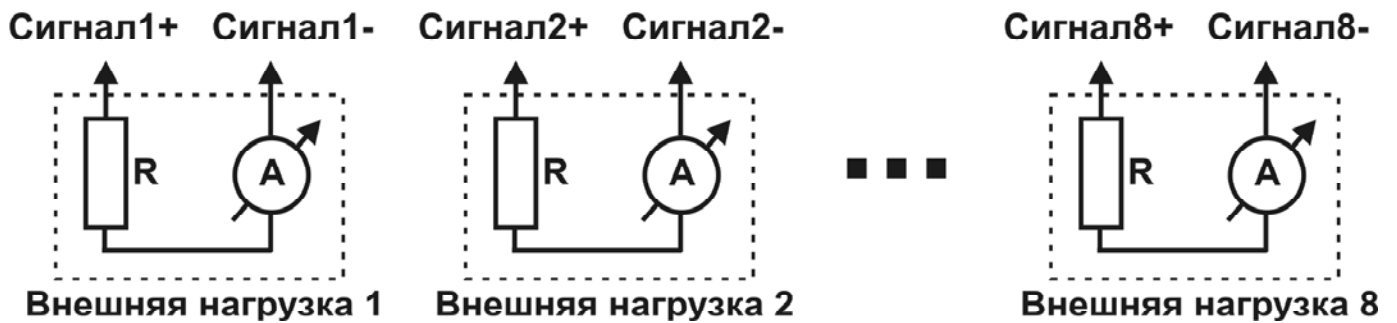 Сигнал1+ Сигнал1- Сигнал2+ Сигнал2- Сигнал8+ Сигнал8-
R A R A R A
Внешняя нагрузка 1 Внешняя нагрузка 2 Внешняя нагрузка 8